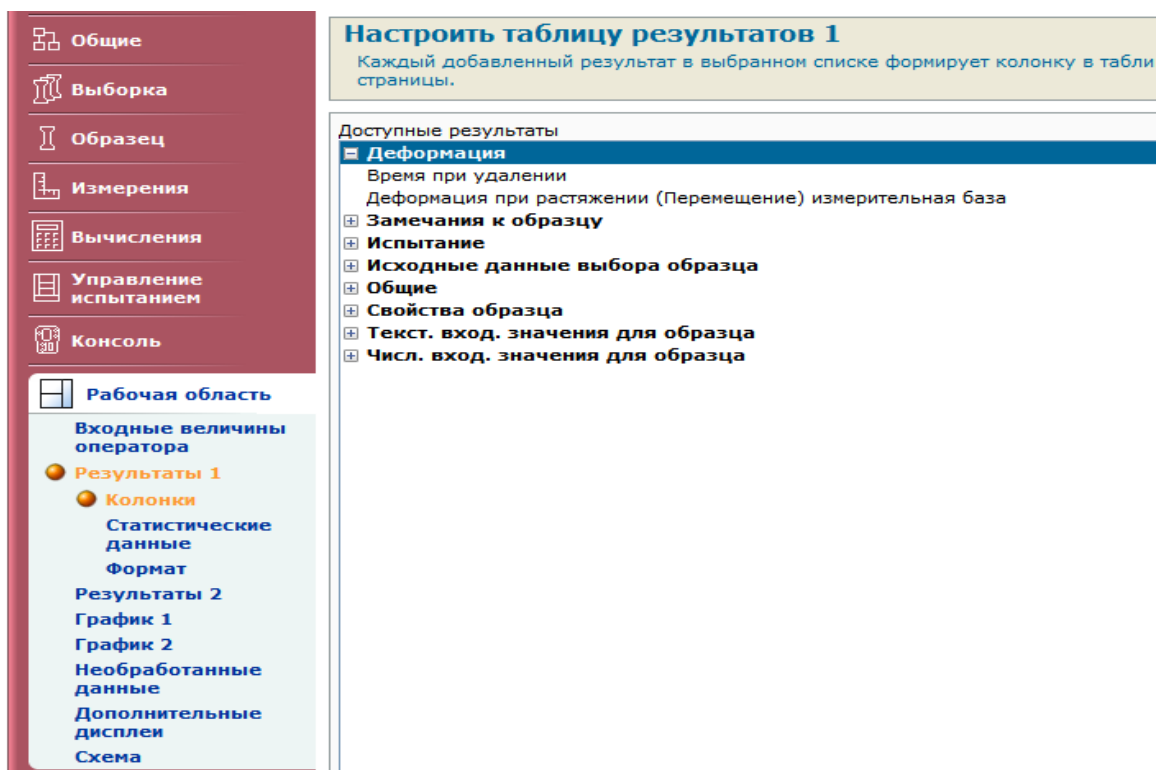 Общие
Выборка
Образец
Измерения
Вычисления
Управление
испытанием
Консоль
Рабочая область
Входные величины
оператора
Результаты 1
Колонки
Статистические
данные
Формат
Результаты 2
График 1
График 2
Необработанные
данные
Дополнительные
дисплеи
Схема
Настроить таблицу результатов 1
Каждый добавленный результат в выбранном списке формирует колонку в табли
страницы.
Доступные результаты
Деформация
Время при удалении
Деформация при растяжении (Перемещение) измерительная база
Замечания к образцу
Испытание
Исходные данные выбора образца
Общие
Свойства образца
Текст. вход. значения для образца
Числ. вход. значения для образца